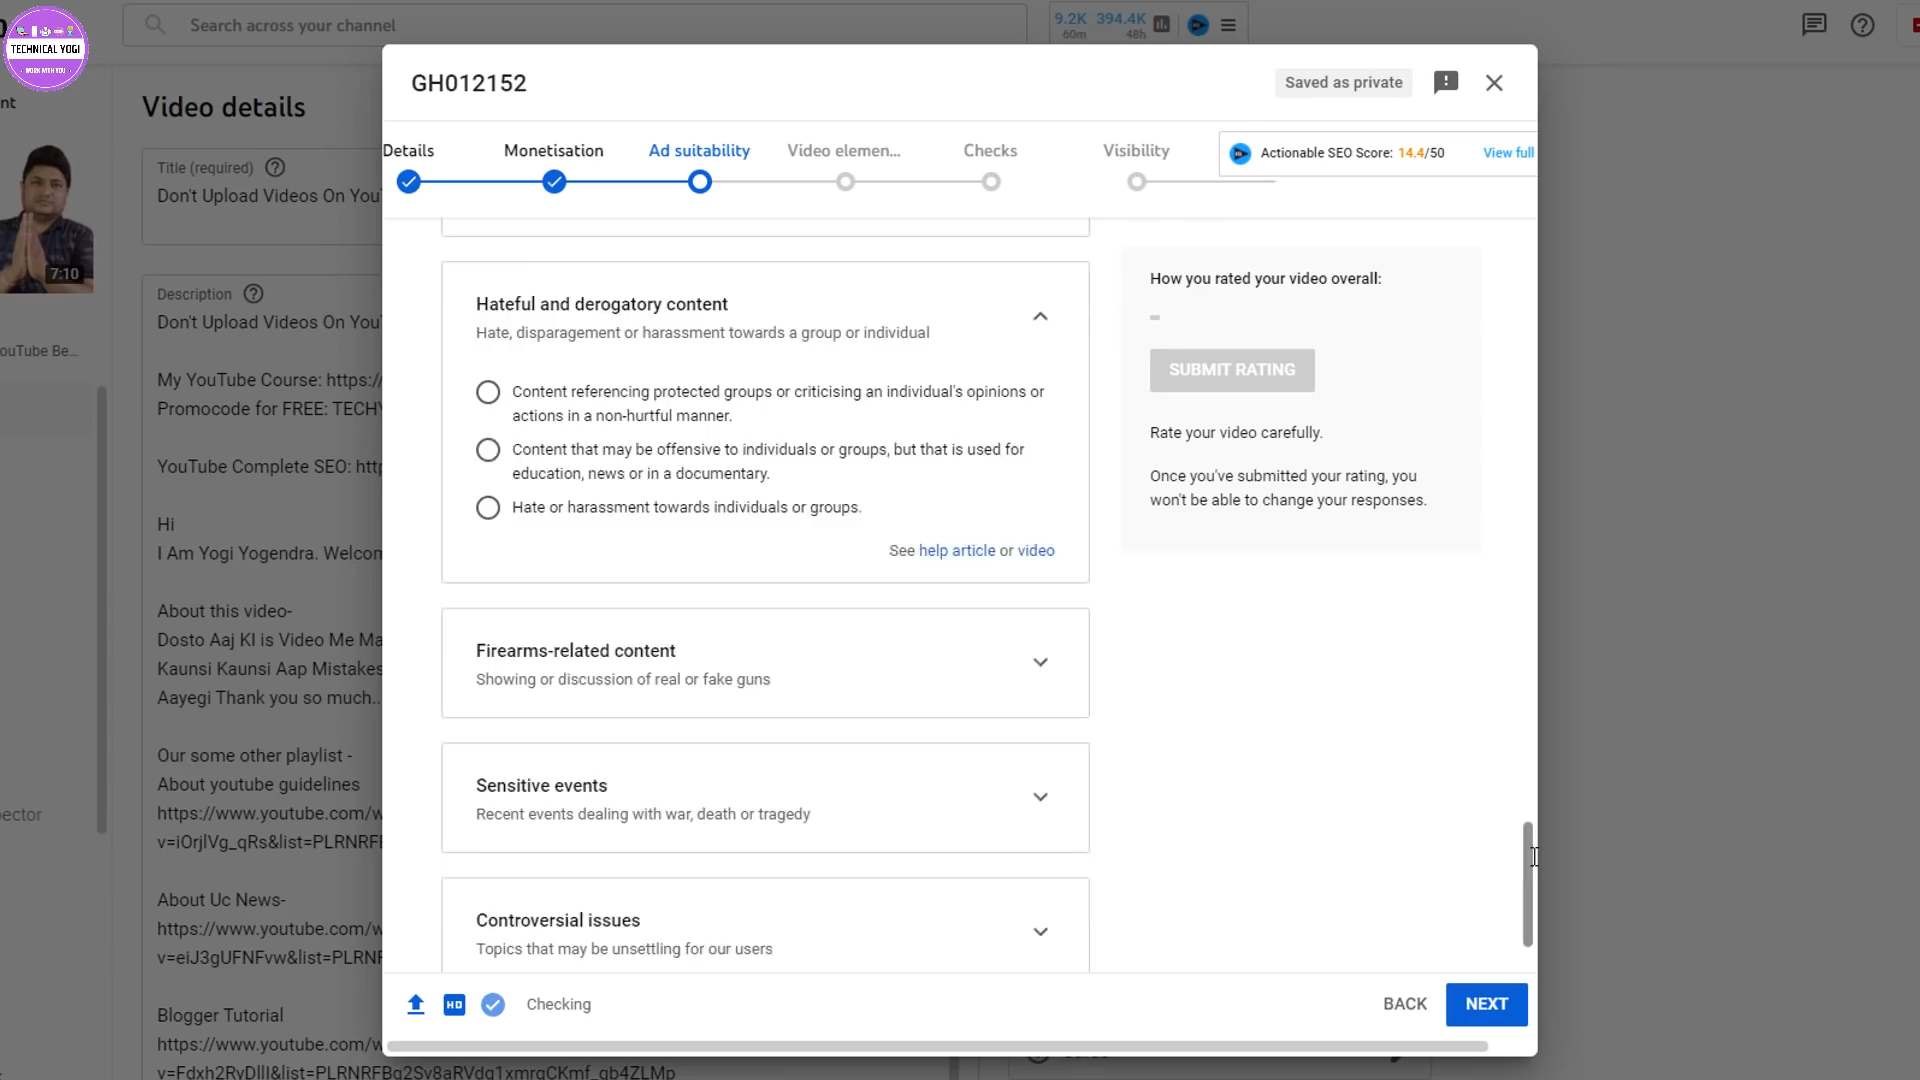 TECHNICAL YOGI
WORK WITH YOU
Search across your channel
9.2K 394.4K
60m 48h
nt
7:10
ouTube Be...
ector
Video details
Title (required)
Don't Upload Videos On You
Description
Don't Upload Videos On You
My YouTube Course: https:/
Promocode for FREE: TECHY
YouTube Complete SEO: htt
Hi
I Am Yogi Yogendra. Welcom
About this video-
Dosto Aaj KI is Video Me Ma
Kaunsi Kaunsi Aap Mistakes
Aayegi Thank you so much..
Our some other playlist -
About youtube guidelines
https://www.youtube.com/w
v=iOrjlVg_qRs&list=PLRNRFB
About Uc News-
https://www.youtube.com/w
v=eiJ3gUFNFvw&list=PLRNF
Blogger Tutorial
https://www.youtube.com/w
GH012152
Saved as private
Details
Monetisation
Ad suitability
Video elemen...
Checks
Visibility
Actionable SEO Score: 14.4/50
View full
Hateful and derogatory content
Hate, disparagement or harassment towards a group or individual
Content referencing protected groups or criticising an individual's opinions or
actions in a non-hurtful manner.
Content that may be offensive to individuals or groups, but that is used for
education, news or in a documentary.
Hate or harassment towards individuals or groups.
See help article or video
Firearms-related content
Showing or discussion of real or fake guns
Sensitive events
Recent events dealing with war, death or tragedy
Controversial issues
Topics that may be unsettling for our users
How you rated your video overall:
–
SUBMIT RATING
Rate your video carefully.
Once you've submitted your rating, you
won't be able to change your responses.
HD
Checking
BACK
NEXT